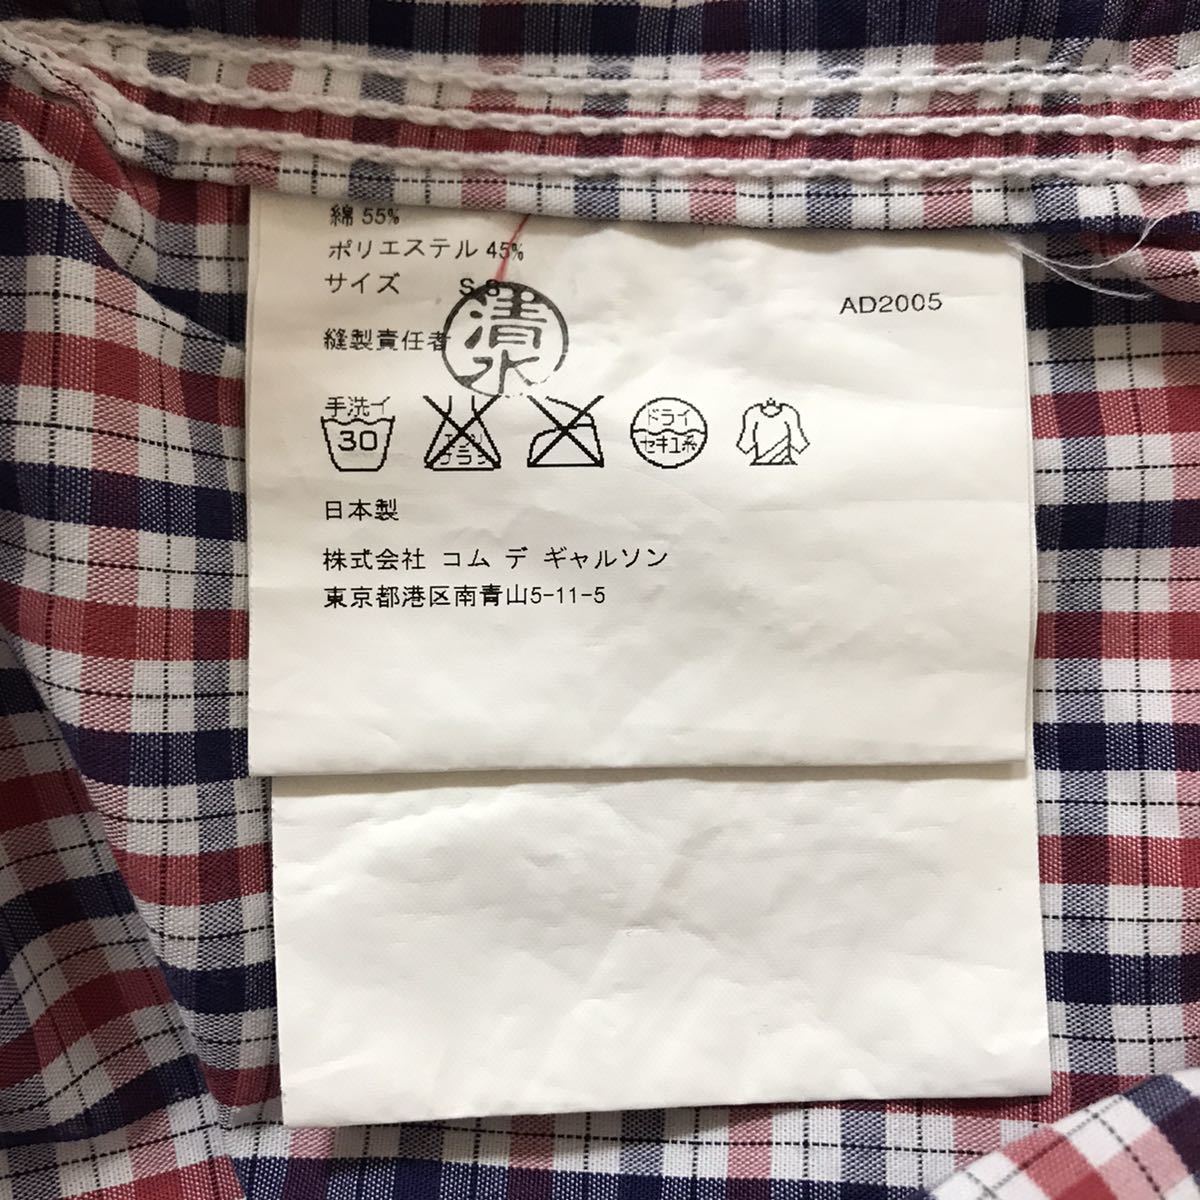 綿 55%
ポリエステル 45%
サイズ SS
AD2005
縫製責任者 清水
手洗イ
30
ドライ
セキユ系
日本製
株式会社 コム デ ギャルソン
東京都港区南青山5-11-5